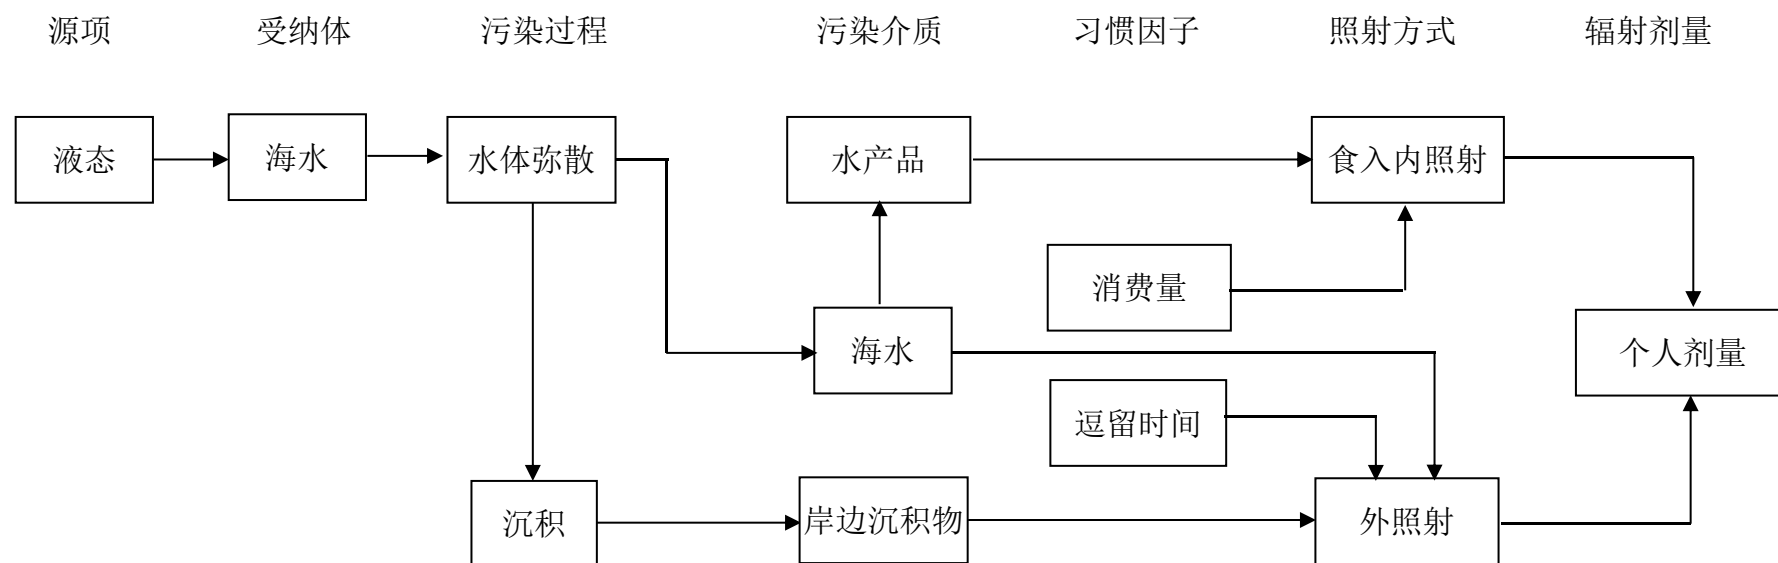 源项
受纳体
污染过程
污染介质
习惯因子
照射方式
辐射剂量
液态
海水
水体弥散
水产品
食入内照射
消费量
海水
个人剂量
逗留时间
沉积
岸边沉积物
外照射